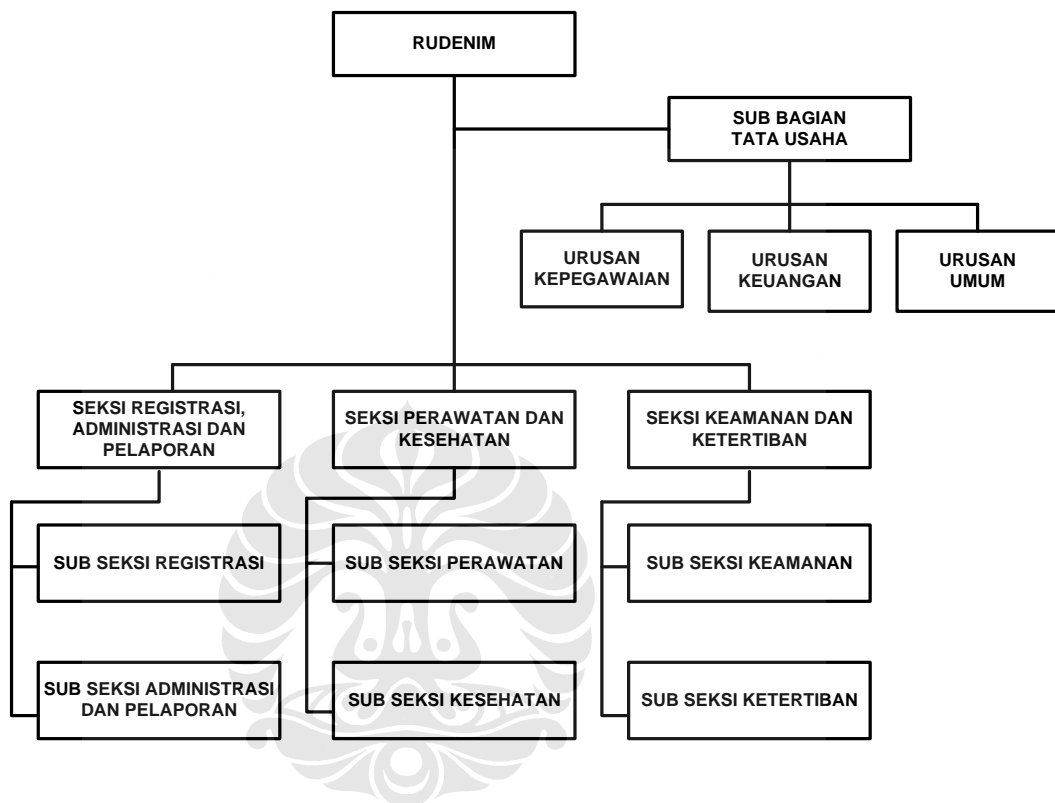 RUDENIM
SUB BAGIAN
TATA USAHA
URUSAN
KEPEGAWAIAN
URUSAN
KEUANGAN
URUSAN
UMUM
SEKSI REGISTRASI,
ADMINISTRASI DAN
PELAPORAN
SEKSI PERAWATAN DAN
KESEHATAN
SEKSI KEAMANAN DAN
KETERTIBAN
SUB SEKSI REGISTRASI
SUB SEKSI PERAWATAN
SUB SEKSI KEAMANAN
SUB SEKSI ADMINISTRASI
DAN PELAPORAN
SUB SEKSI KESEHATAN
SUB SEKSI KETERTIBAN